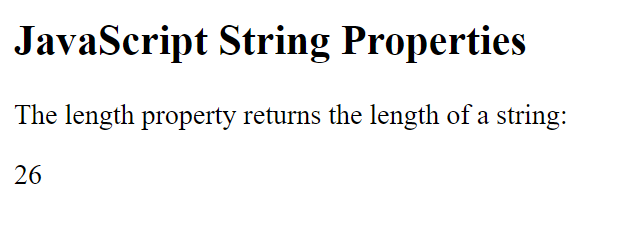 JavaScript String Properties
The length property returns the length of a string:
26